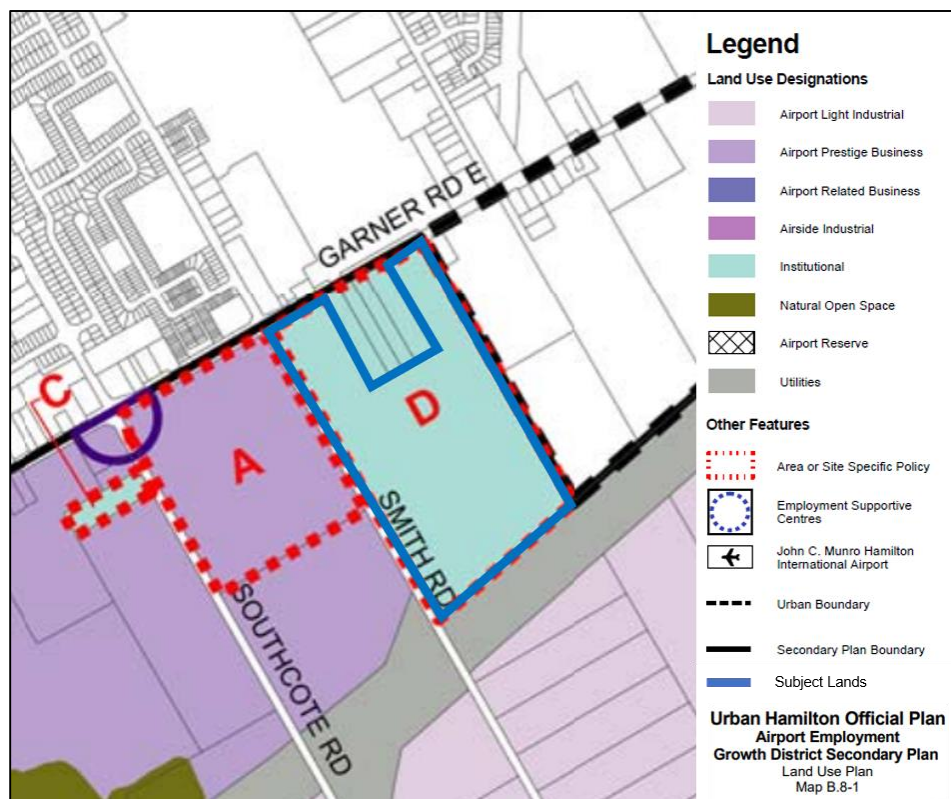 GARNER RD E
C
A
D
SMITH RD
SOUTHCOTE RD
Legend
Land Use Designations
Airport Light Industrial
Airport Prestige Business
Airport Related Business
Airside Industrial
Institutional
Natural Open Space
Airport Reserve
Utilities
Other Features
Area or Site Specific Policy
Employment Supportive
Centres
John C. Munro Hamilton
International Airport
Urban Boundary
Secondary Plan Boundary
Subject Lands
Urban Hamilton Official Plan
Airport Employment
Growth District Secondary Plan
Land Use Plan
Map B.8-1